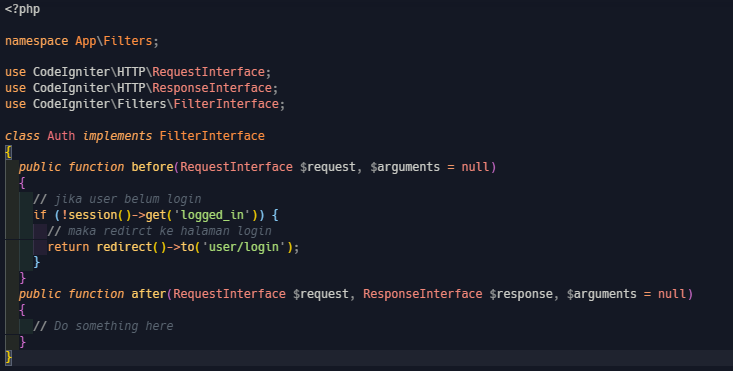 <?php
namespace App\Filters;
use CodeIgniter\HTTP\RequestInterface;
use CodeIgniter\HTTP\ResponseInterface;
use CodeIgniter\Filters\FilterInterface;
class Auth implements FilterInterface
{
public function before(RequestInterface $request, $arguments = null)
{
// jika user belum login
if (!session()->get('logged_in')) {
// maka redirct ke halaman login
return redirect()->to('user/login');
}
}
public function after(RequestInterface $request, ResponseInterface $response, $arguments = null)
{
// Do something here
}
}